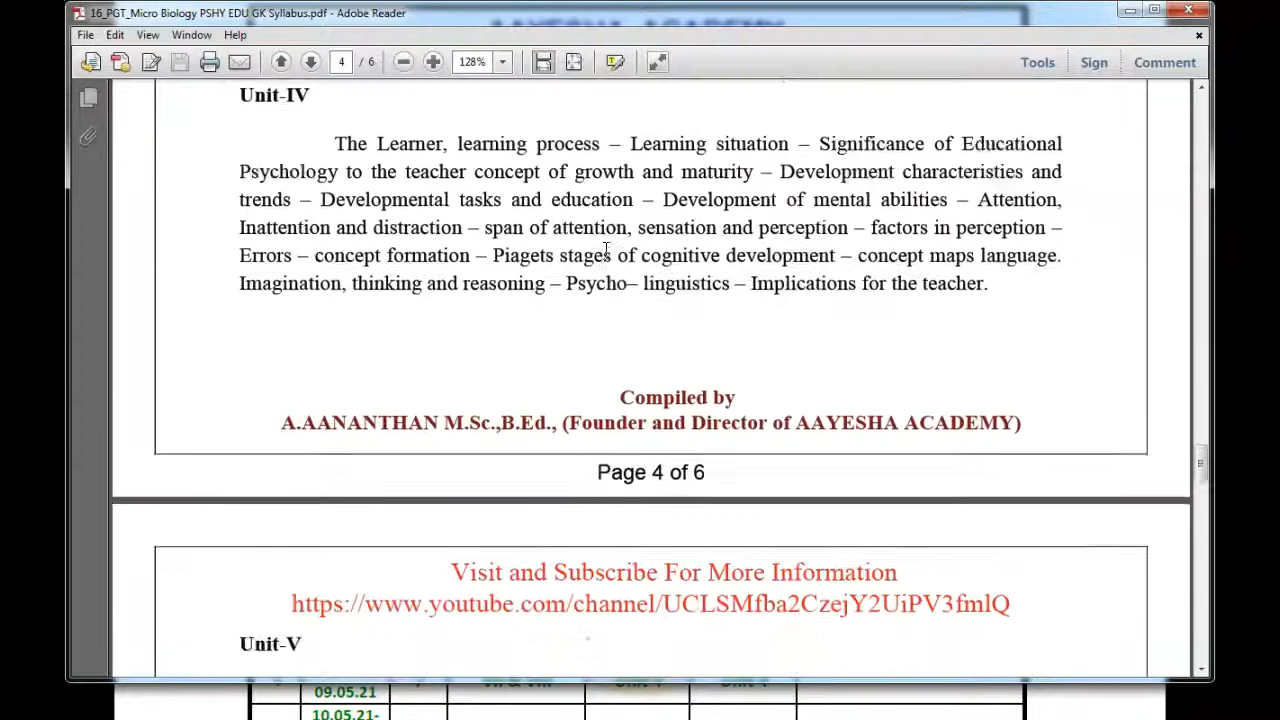 16_PGT_Micro Biology PSHY EDU GK Syllabus.pdf - Adobe Reader
File Edit View Window Help
4 / 6 128% Tools Sign Comment
Unit-IV
The Learner, learning process – Learning situation – Significance of Educational
Psychology to the teacher concept of growth and maturity – Development characteristies and
trends – Developmental tasks and education – Development of mental abilities – Attention,
Inattention and distraction – span of attention, sensation and perception – factors in perception –
Errors – concept formation – Piagets stages of cognitive development – concept maps language.
Imagination, thinking and reasoning – Psycho– linguistics – Implications for the teacher.
Compiled by
A.AANANTHAN M.Sc.,B.Ed., (Founder and Director of AAYESHA ACADEMY)
Page 4 of 6
Visit and Subscribe For More Information
https://www.youtube.com/channel/UCLSMfba2CzejY2UiPV3fmlQ
Unit-V
09.05.21
10.05.21-